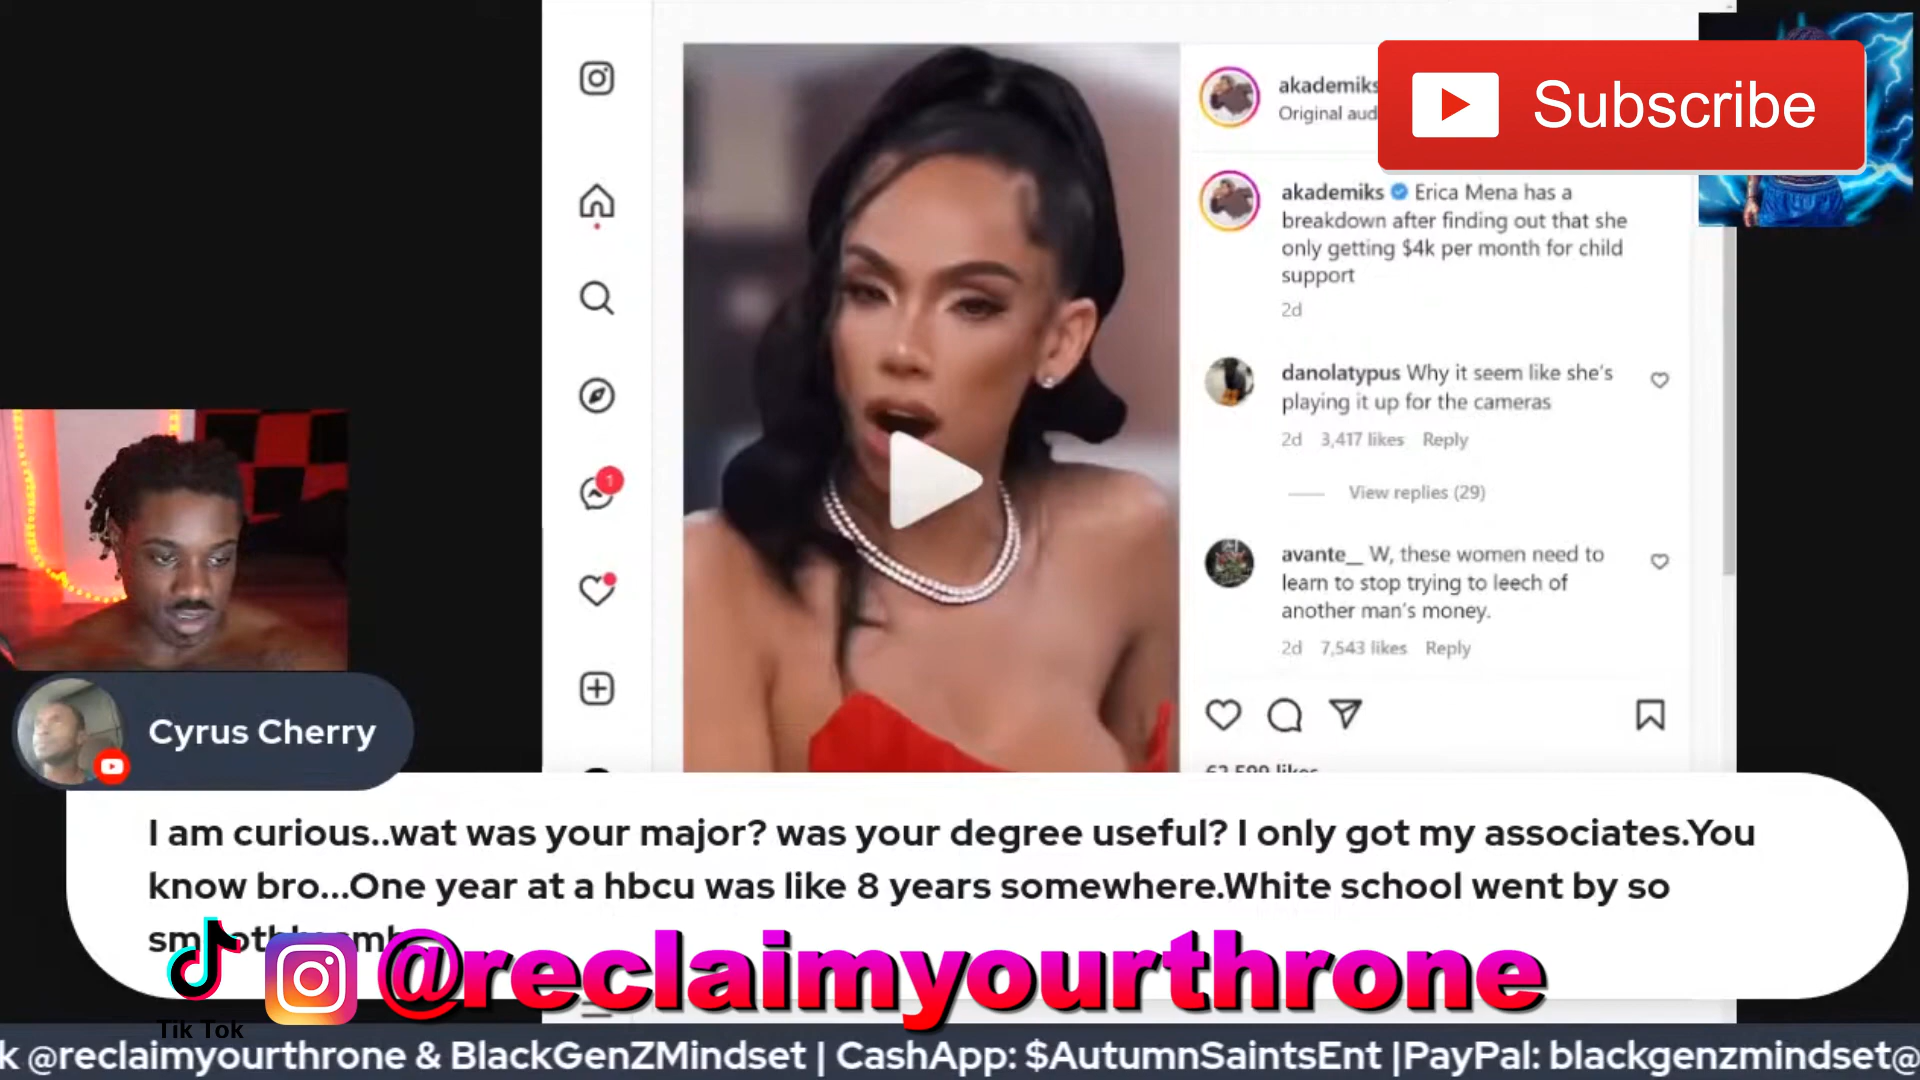 akademiks
Original aud
Subscribe
akademiks Erica Mena has a
breakdown after finding out that she
only getting $4k per month for child
support
2d
danolatypus Why it seem like she's
playing it up for the cameras
2d 3,417 likes Reply
View replies (29)
1
avante__ W, these women need to
learn to stop trying to leech of
another man's money.
2d 7,543 likes Reply
Cyrus Cherry
I am curious..wat was your major? was your degree useful? I only got my associates.You
know bro...One year at a hbcu was like 8 years somewhere.White school went by so
@reclaimyourthrone
Tik Tok
k @reclaimyourthrone & BlackGenZMindset | CashApp: $AutumnSaintsEnt |PayPal: blackgenzmindset@